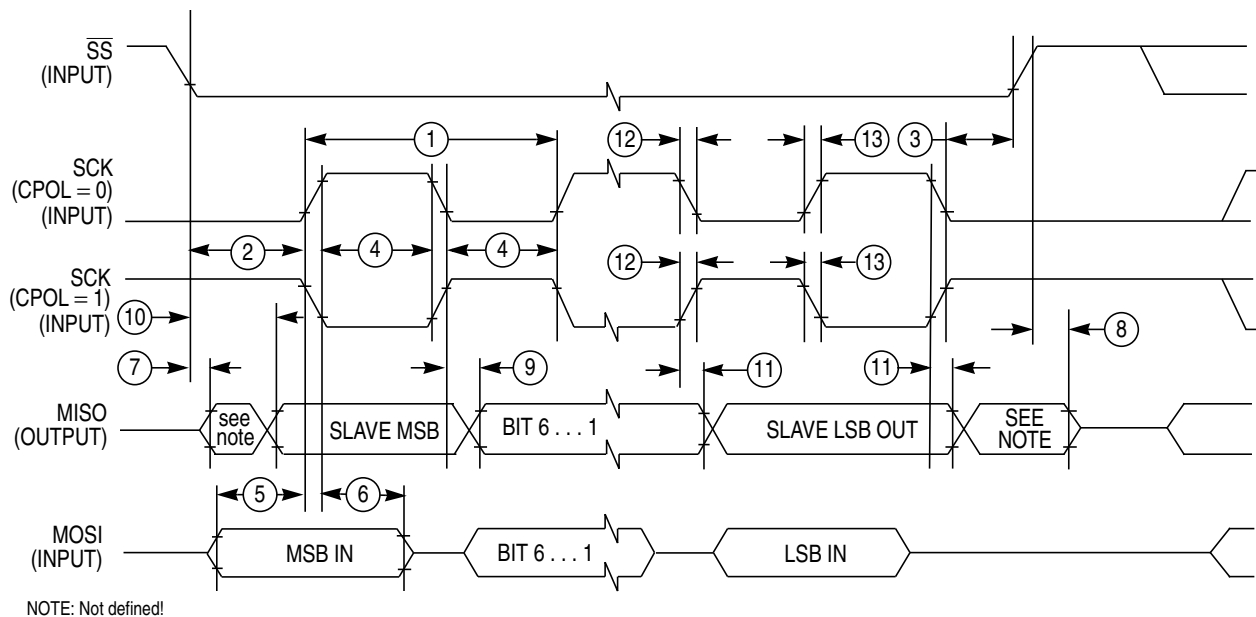 SS
(INPUT)
1
12
13
3
SCK
(CPOL = 0)
(INPUT)
2
4
4
12
13
SCK
(CPOL = 1)
(INPUT)
10
8
7
9
11
11
MISO
(OUTPUT)
see
note
SLAVE MSB
BIT 6 . . . 1
SLAVE LSB OUT
SEE
NOTE
5
6
MOSI
(INPUT)
MSB IN
BIT 6 . . . 1
LSB IN
NOTE: Not defined!